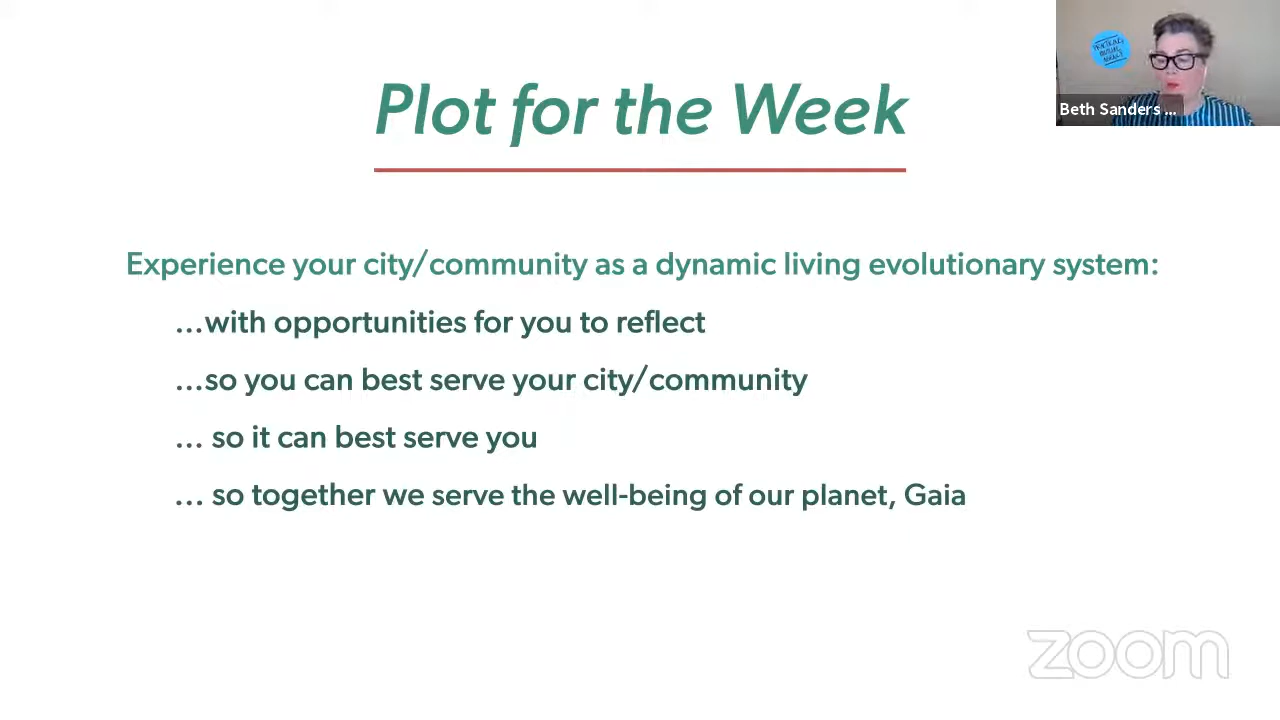 Plot for the Week
Beth Sanders ...
Experience your city/community as a dynamic living evolutionary system:
...with opportunities for you to reflect
...so you can best serve your city/community
... so it can best serve you
... so together we serve the well-being of our planet, Gaia
zoom